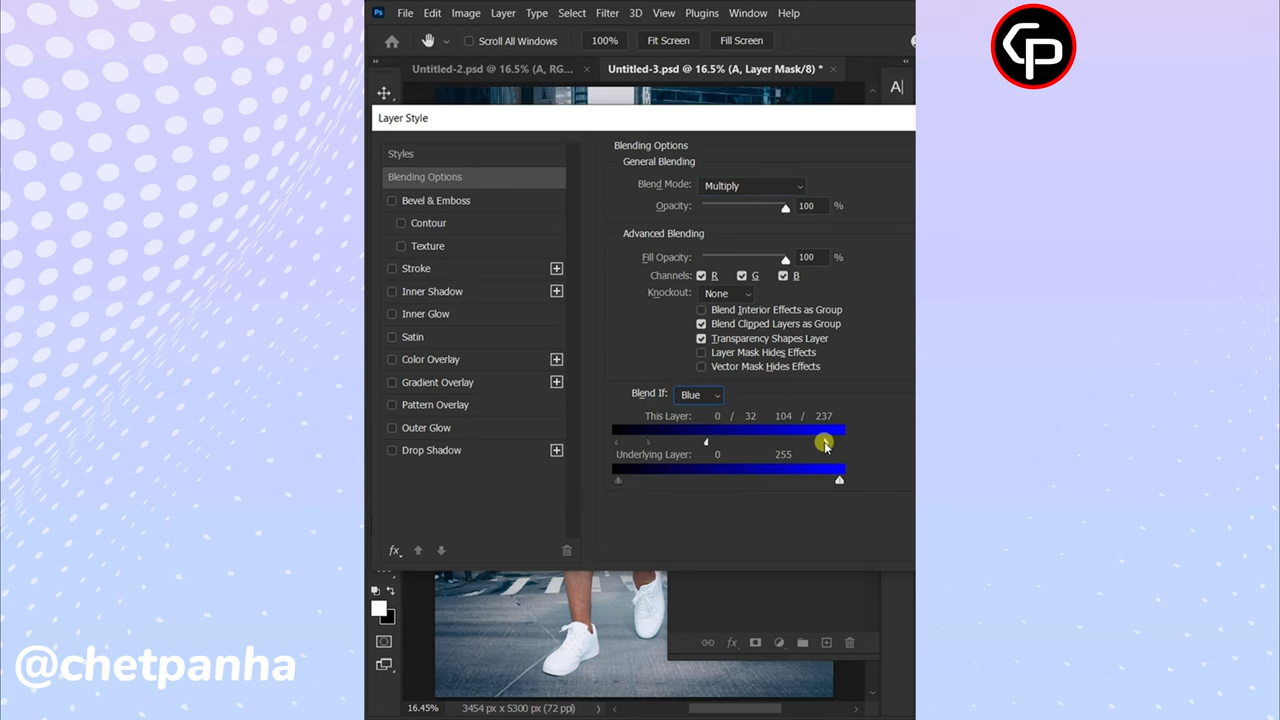 Ps File Edit Image Layer Type Select Filter 3D View Plugins Window Help
Scroll All Windows 100% Fit Screen Fill Screen
Untitled-2.psd @ 16.5% (A, RG... × Untitled-3.psd @ 16.5% (A, Layer Mask/8) * ×
A
CP
Layer Style
Styles
Blending Options
Bevel & Emboss
Contour
Texture
Stroke
Inner Shadow
Inner Glow
Satin
Color Overlay
Gradient Overlay
Pattern Overlay
Outer Glow
Drop Shadow
fx
Blending Options
General Blending
Blend Mode: Multiply
Opacity: 100 %
Advanced Blending
Fill Opacity: 100 %
Channels: R G B
Knockout: None
Blend Interior Effects as Group
Blend Clipped Layers as Group
Transparency Shapes Layer
Layer Mask Hides Effects
Vector Mask Hides Effects
Blend If: Blue
This Layer: 0 / 32 104 / 237
Underlying Layer: 0 255
fx
16.45% 3454 px x 5300 px (72 ppi)
@chetpanha